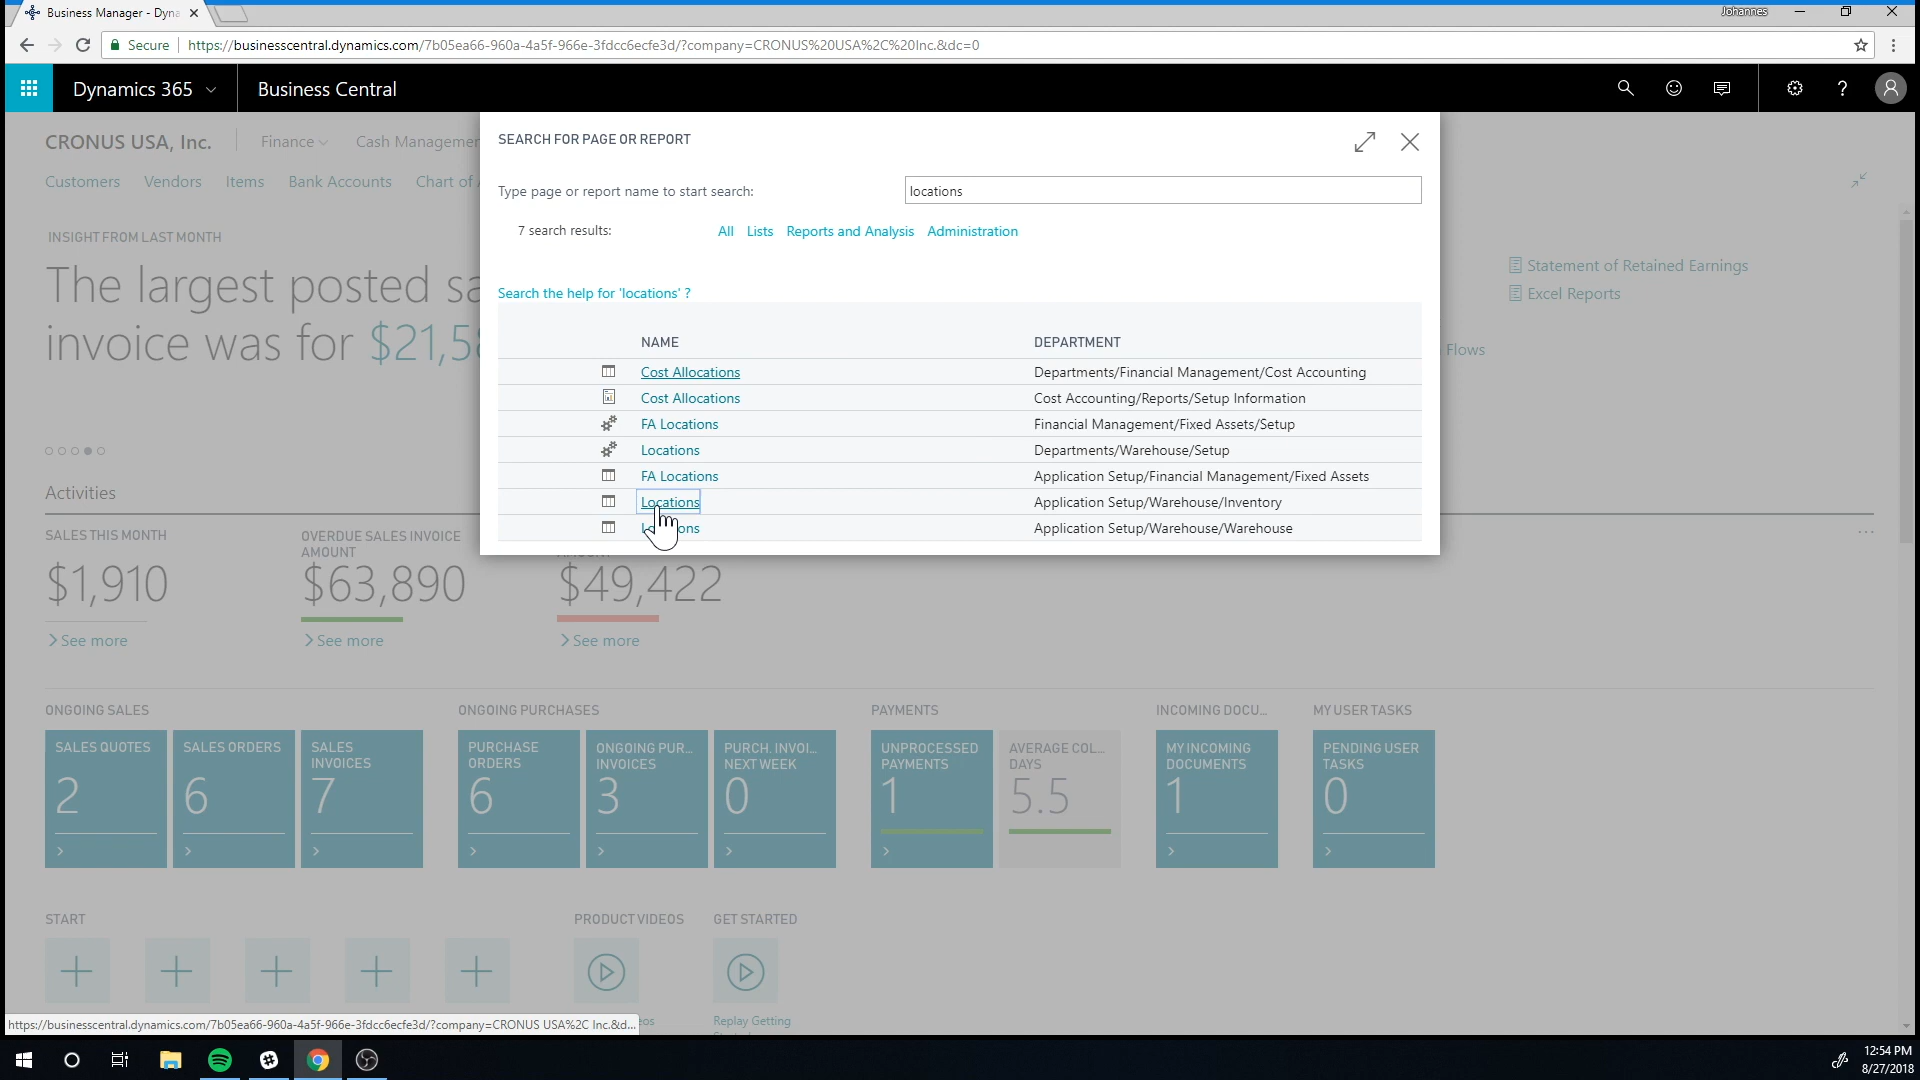 Business Manager - Dyna
Johannes
Secure
https://businesscentral.dynamics.com/7b05ea66-960a-4a5f-966e-3fdcc6ecfe3d/?company=CRONUS%20USA%2C%20Inc.&dc=0
Dynamics 365
Business Central
CRONUS USA, Inc.
Finance
Cash Managemen
Customers
Vendors
Items
Bank Accounts
Chart of
INSIGHT FROM LAST MONTH
The largest posted sa
invoice was for $21,58
SEARCH FOR PAGE OR REPORT
Type page or report name to start search:
locations
7 search results:
All
Lists
Reports and Analysis
Administration
Search the help for 'locations' ?
NAME
DEPARTMENT
Cost Allocations
Departments/Financial Management/Cost Accounting
Cost Allocations
Cost Accounting/Reports/Setup Information
FA Locations
Financial Management/Fixed Assets/Setup
Locations
Departments/Warehouse/Setup
FA Locations
Application Setup/Financial Management/Fixed Assets
Locations
Application Setup/Warehouse/Inventory
Application Setup/Warehouse/Warehouse
Statement of Retained Earnings
Excel Reports
Flows
Activities
SALES THIS MONTH
$1,910
See more
OVERDUE SALES INVOICE
AMOUNT
$63,890
See more
$49,422
See more
ONGOING SALES
ONGOING PURCHASES
PAYMENTS
INCOMING DOCU...
MY USER TASKS
SALES QUOTES
2
SALES ORDERS
6
SALES
INVOICES
7
PURCHASE
ORDERS
6
ONGOING PUR...
INVOICES
3
PURCH. INVOI...
NEXT WEEK
0
UNPROCESSED
PAYMENTS
1
AVERAGE COL...
DAYS
5.5
MY INCOMING
DOCUMENTS
1
PENDING USER
TASKS
0
START
PRODUCT VIDEOS
GET STARTED
Replay Getting
https://businesscentral.dynamics.com/7b05ea66-960a-4a5f-966e-3fdcc6ecfe3d/?company=CRONUS USA%2C Inc.&d...
12:54 PM
8/27/2018